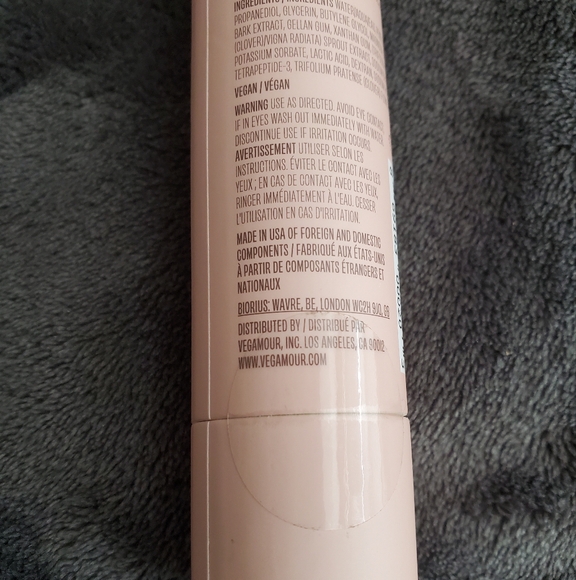 INGREDIENTS / INGRÉDIENTS
PROPANEDIOL, GLYCERIN, BUTYLENE
BARK EXTRACT, GELLAN GUM, XANTHAN
(CLOVER)/VIGNA RADIATA) SPROUT EXTRACT,
POTASSIUM SORBATE, LACTIC ACID, DEXTRAN,
TETRAPEPTIDE-3, TRIFOLIUM PRATENSE
VEGAN / VÉGAN
WARNING USE AS DIRECTED. AVOID EYE CONTACT.
IF IN EYES WASH OUT IMMEDIATELY WITH WATER.
DISCONTINUE USE IF IRRITATION OCCURS.
AVERTISSEMENT UTILISER SELON LES
INSTRUCTIONS. ÉVITER LE CONTACT AVEC LES
YEUX ; EN CAS DE CONTACT AVEC LES YEUX,
RINCER IMMÉDIATEMENT À L'EAU. CESSER
L'UTILISATION EN CAS D'IRRITATION.
MADE IN USA OF FOREIGN AND DOMESTIC
COMPONENTS / FABRIQUÉ AUX ÉTATS-UNIS
À PARTIR DE COMPOSANTS ÉTRANGERS ET
NATIONAUX
BIORIUS; WAVRE, BE, LONDON WC2H 9JQ, GB
DISTRIBUTED BY / DISTRIBUÉ PAR
VEGAMOUR, INC. LOS ANGELES, CA 90012
WWW.VEGAMOUR.COM